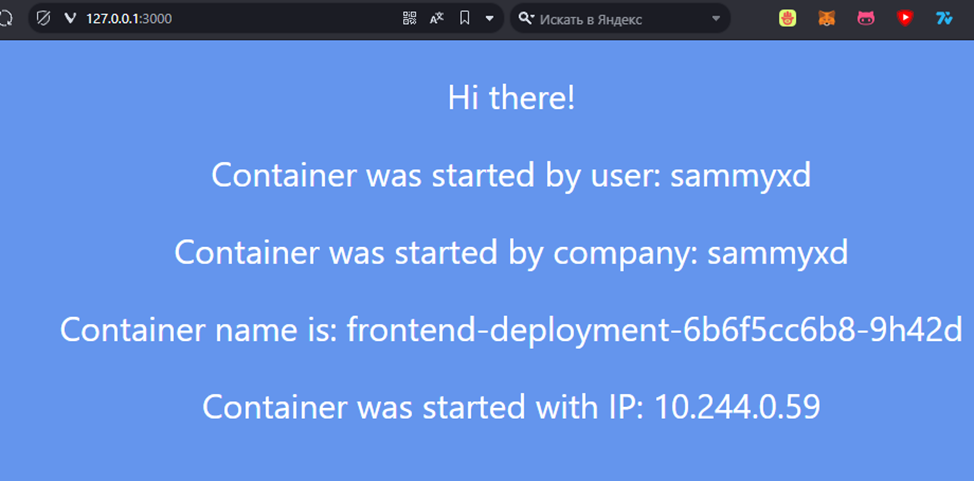 127.0.0.1:3000 Искать в Яндекс
Hi there!
Container was started by user: sammyxd
Container was started by company: sammyxd
Container name is: frontend-deployment-6b6f5cc6b8-9h42d
Container was started with IP: 10.244.0.59